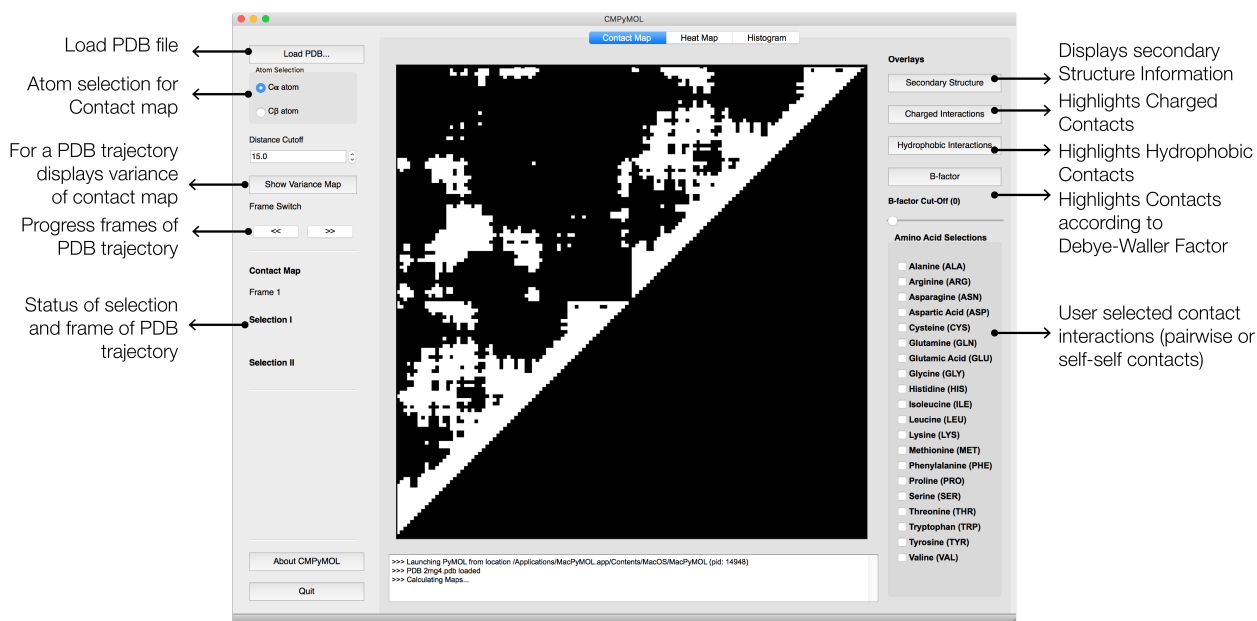 CMPyMOL
Load PDB file
Atom selection for
Contact map
For a PDB trajectory
displays variance
of contact map
Progress frames of
PDB trajectory
Status of selection
and frame of PDB
trajectory
Load PDB...
Atom Selection
Cα atom
Cβ atom
Distance Cutoff
15.0
Show Variance Map
Frame Switch
<< >>
Contact Map
Frame 1
Selection I
Selection II
About CMPyMOL
Quit
Contact Map Heat Map Histogram
>>> Launching PyMOL from location /Applications/MacPyMOL.app/Contents/MacOS/MacPyMOL (pid: 14948)
>>> PDB 2mg4.pdb loaded
>>> Calculating Maps...
Overlays
Secondary Structure
Charged Interactions
Hydrophobic Interactions
B-factor
B-factor Cut-Off (0)
Amino Acid Selections
Alanine (ALA)
Arginine (ARG)
Asparagine (ASN)
Aspartic Acid (ASP)
Cysteine (CYS)
Glutamine (GLN)
Glutamic Acid (GLU)
Glycine (GLY)
Histidine (HIS)
Isoleucine (ILE)
Leucine (LEU)
Lysine (LYS)
Methionine (MET)
Phenylalanine (PHE)
Proline (PRO)
Serine (SER)
Threonine (THR)
Tryptophan (TRP)
Tyrosine (TYR)
Valine (VAL)
Displays secondary
Structure Information
Highlights Charged
Contacts
Highlights Hydrophobic
Contacts
Highlights Contacts
according to
Debye-Waller Factor
User selected contact
interactions (pairwise or
self-self contacts)